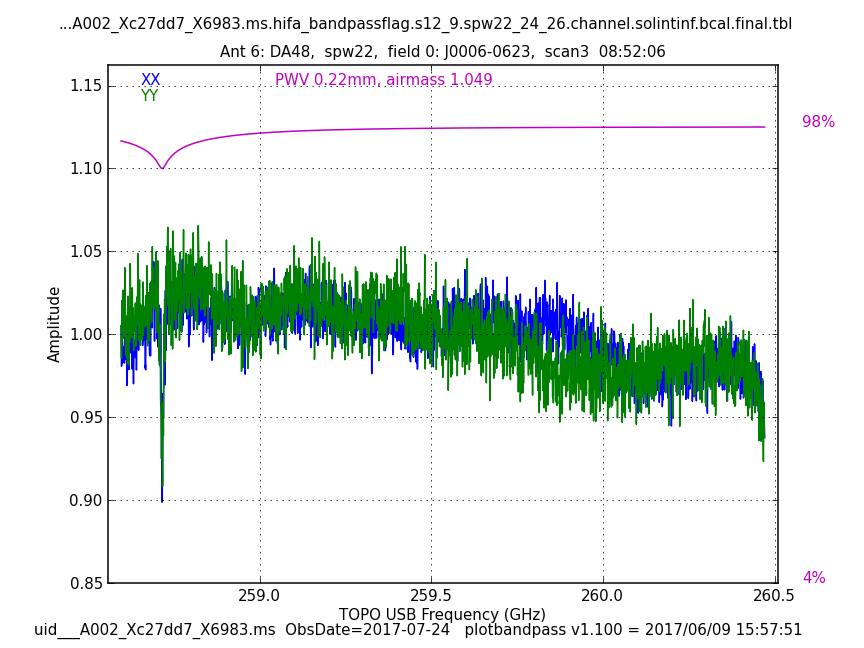 ...A002_Xc27dd7_X6983.ms.hifa_bandpassflag.s12_9.spw22_24_26.channel.solintinf.bcal.final.tbl
Ant 6: DA48,  spw22,  field 0: J0006-0623,  scan3  08:52:06
XX
PWV 0.22mm, airmass 1.049
YY
1.15
1.10
1.05
1.00
0.95
0.90
0.85
Amplitude
98%
4%
259.0
259.5
260.0
260.5
TOPO USB Frequency (GHz)
uid___A002_Xc27dd7_X6983.ms  ObsDate=2017-07-24   plotbandpass v1.100 = 2017/06/09 15:57:51